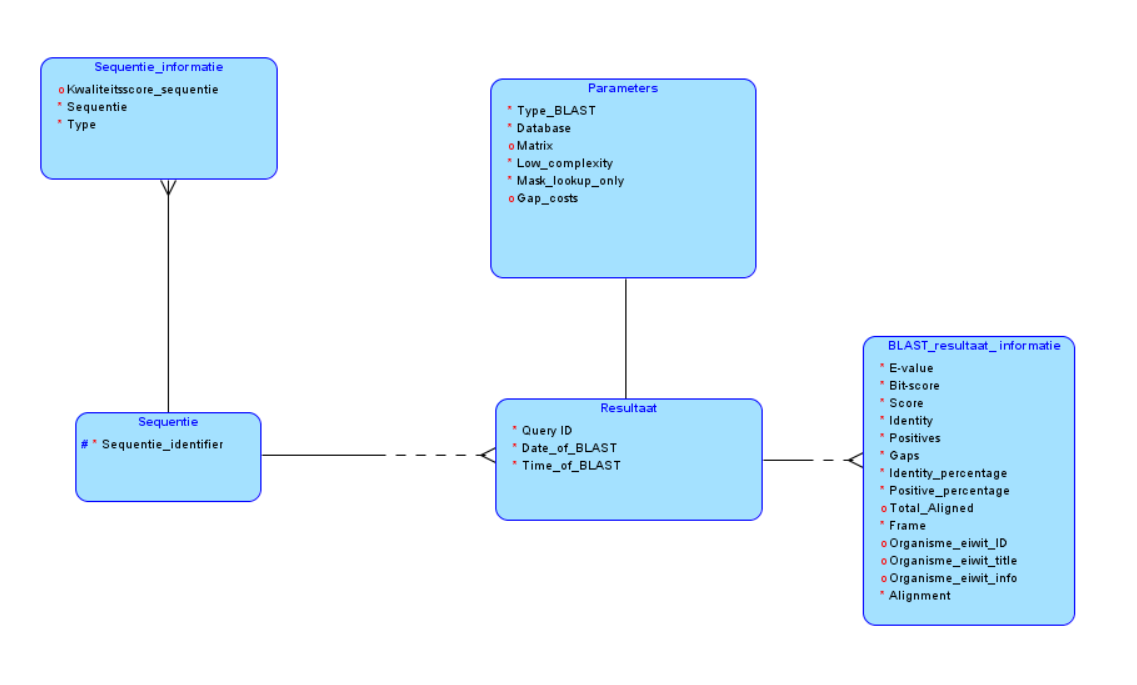 Sequentie_informatie
o Kwaliteitsscore_sequentie
* Sequentie
* Type
Parameters
* Type_BLAST
* Database
o Matrix
* Low_complexity
* Mask_lookup_only
o Gap_costs
Sequentie
# * Sequentie_identifier
Resultaat
* Query ID
* Date_of_BLAST
* Time_of_BLAST
BLAST_resultaat_ informatie
* E-value
* Bit-score
* Score
* Identity
* Positives
* Gaps
* Identity_percentage
* Positive_percentage
o Total_Aligned
* Frame
o Organisme_eiwit_ID
o Organisme_eiwit_title
o Organisme_eiwit_info
* Alignment